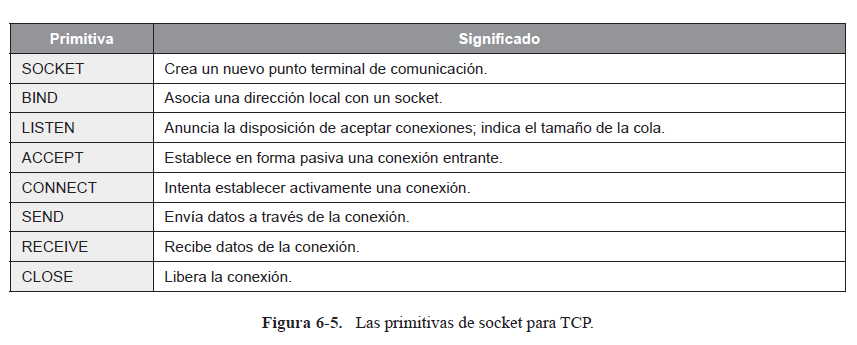 Primitiva Significado
SOCKET Crea un nuevo punto terminal de comunicación.
BIND Asocia una dirección local con un socket.
LISTEN Anuncia la disposición de aceptar conexiones; indica el tamaño de la cola.
ACCEPT Establece en forma pasiva una conexión entrante.
CONNECT Intenta establecer activamente una conexión.
SEND Envía datos a través de la conexión.
RECEIVE Recibe datos de la conexión.
CLOSE Libera la conexión.
Figura 6-5. Las primitivas de socket para TCP.